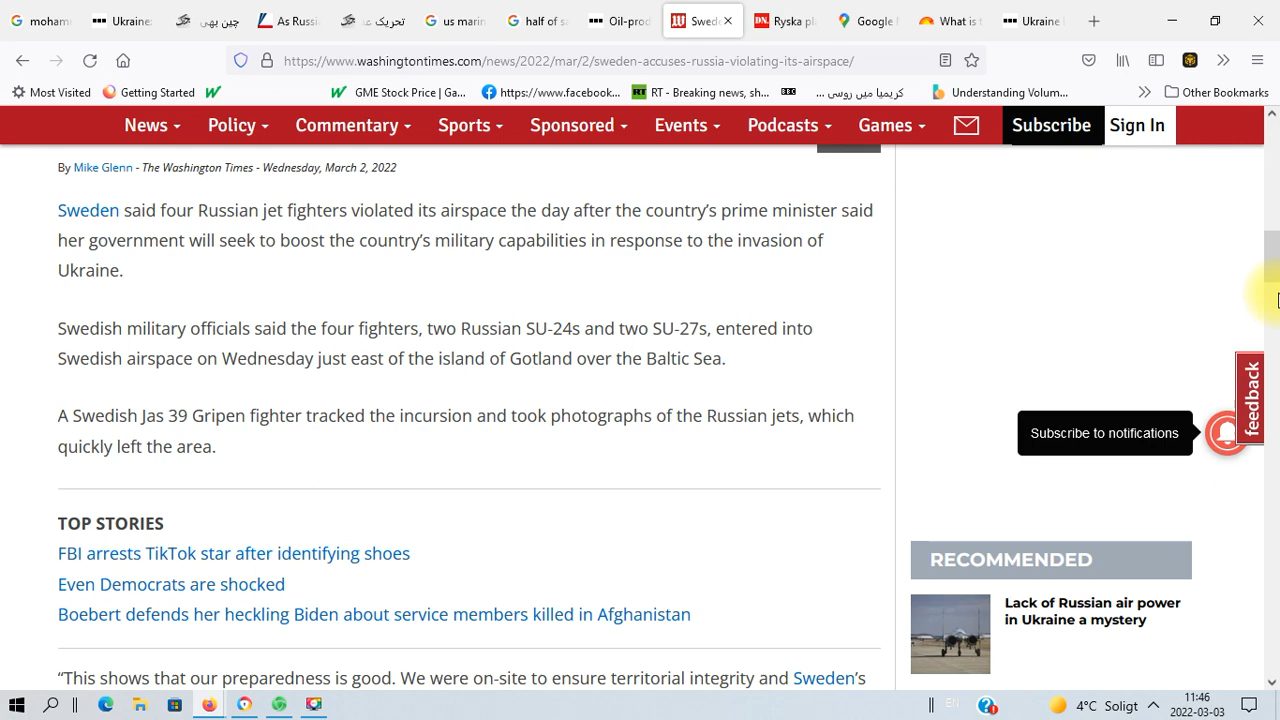 moham
Ukraine:
چین بھی
As Russia
تحریک عد
us marin
half of sa
Oil-prod
Swed
Ryska pl
Google
What is t
Ukraine
https://www.washingtontimes.com/news/2022/mar/2/sweden-accuses-russia-violating-its-airspace/
Most Visited
Getting Started
GME Stock Price | Ga...
https://www.facebook...
RT - Breaking news, sh...
کریمیا میں روسی ...
Understanding Volum...
Other Bookmarks
News Policy Commentary Sports Sponsored Events Podcasts Games Subscribe Sign In
By Mike Glenn - The Washington Times - Wednesday, March 2, 2022
Sweden said four Russian jet fighters violated its airspace the day after the country’s prime minister said
her government will seek to boost the country’s military capabilities in response to the invasion of
Ukraine.
Swedish military officials said the four fighters, two Russian SU-24s and two SU-27s, entered into
Swedish airspace on Wednesday just east of the island of Gotland over the Baltic Sea.
A Swedish Jas 39 Gripen fighter tracked the incursion and took photographs of the Russian jets, which
quickly left the area.
TOP STORIES
FBI arrests TikTok star after identifying shoes
Even Democrats are shocked
Boebert defends her heckling Biden about service members killed in Afghanistan
“This shows that our preparedness is good. We were on-site to ensure territorial integrity and Sweden’s
feedback
Subscribe to notifications
RECOMMENDED
Lack of Russian air power
in Ukraine a mystery
EN
4°C Soligt
11:46
2022-03-03